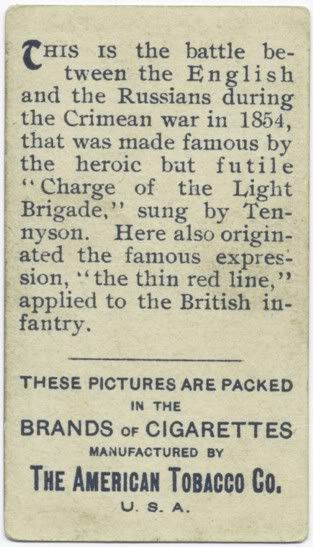 THIS IS the battle be-
tween the English
and the Russians during
the Crimean war in 1854,
that was made famous by
the heroic but futile
"Charge of the Light
Brigade," sung by Ten-
nyson. Here also origin-
ated the famous expres-
sion, "the thin red line,"
applied to the British in-
fantry.
THESE PICTURES ARE PACKED
IN THE
BRANDS OF CIGARETTES
MANUFACTURED BY
THE AMERICAN TOBACCO CO.
U. S. A.